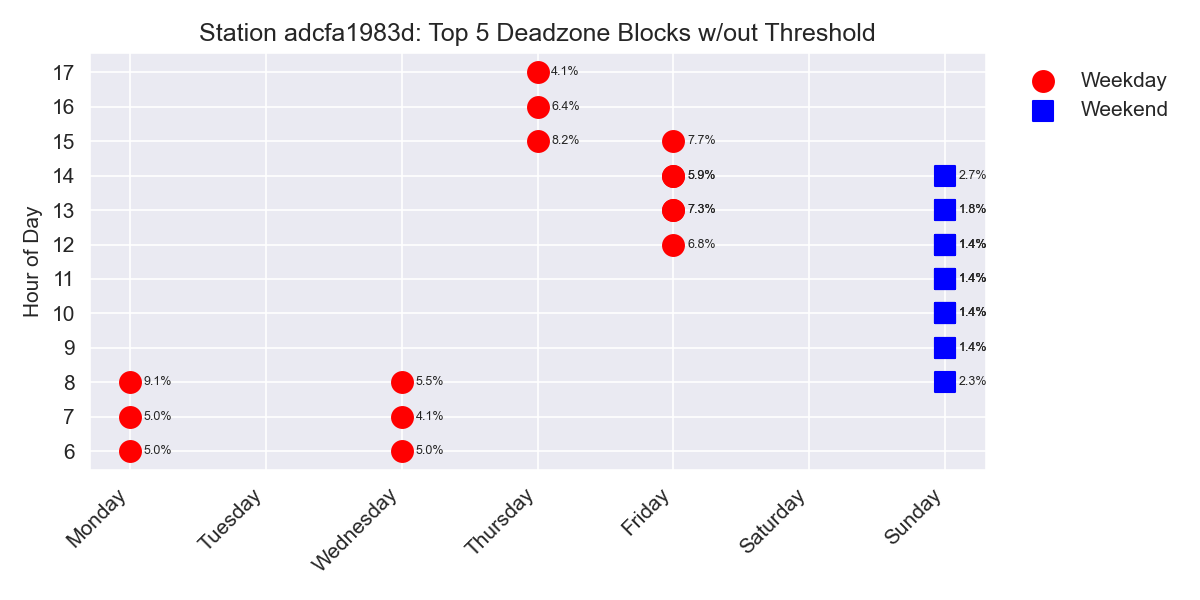 Station adcfa1983d: Top 5 Deadzone Blocks w/out Threshold
Weekday
Weekend
Hour of Day
17
4.1%
16
6.4%
15
8.2%
7.7%
14
5.9%
2.7%
13
7.3%
1.8%
12
6.8%
1.4%
11
1.4%
10
1.4%
9
1.4%
8
9.1%
5.5%
2.3%
7
5.0%
4.1%
6
5.0%
5.0%
Monday
Tuesday
Wednesday
Thursday
Friday
Saturday
Sunday